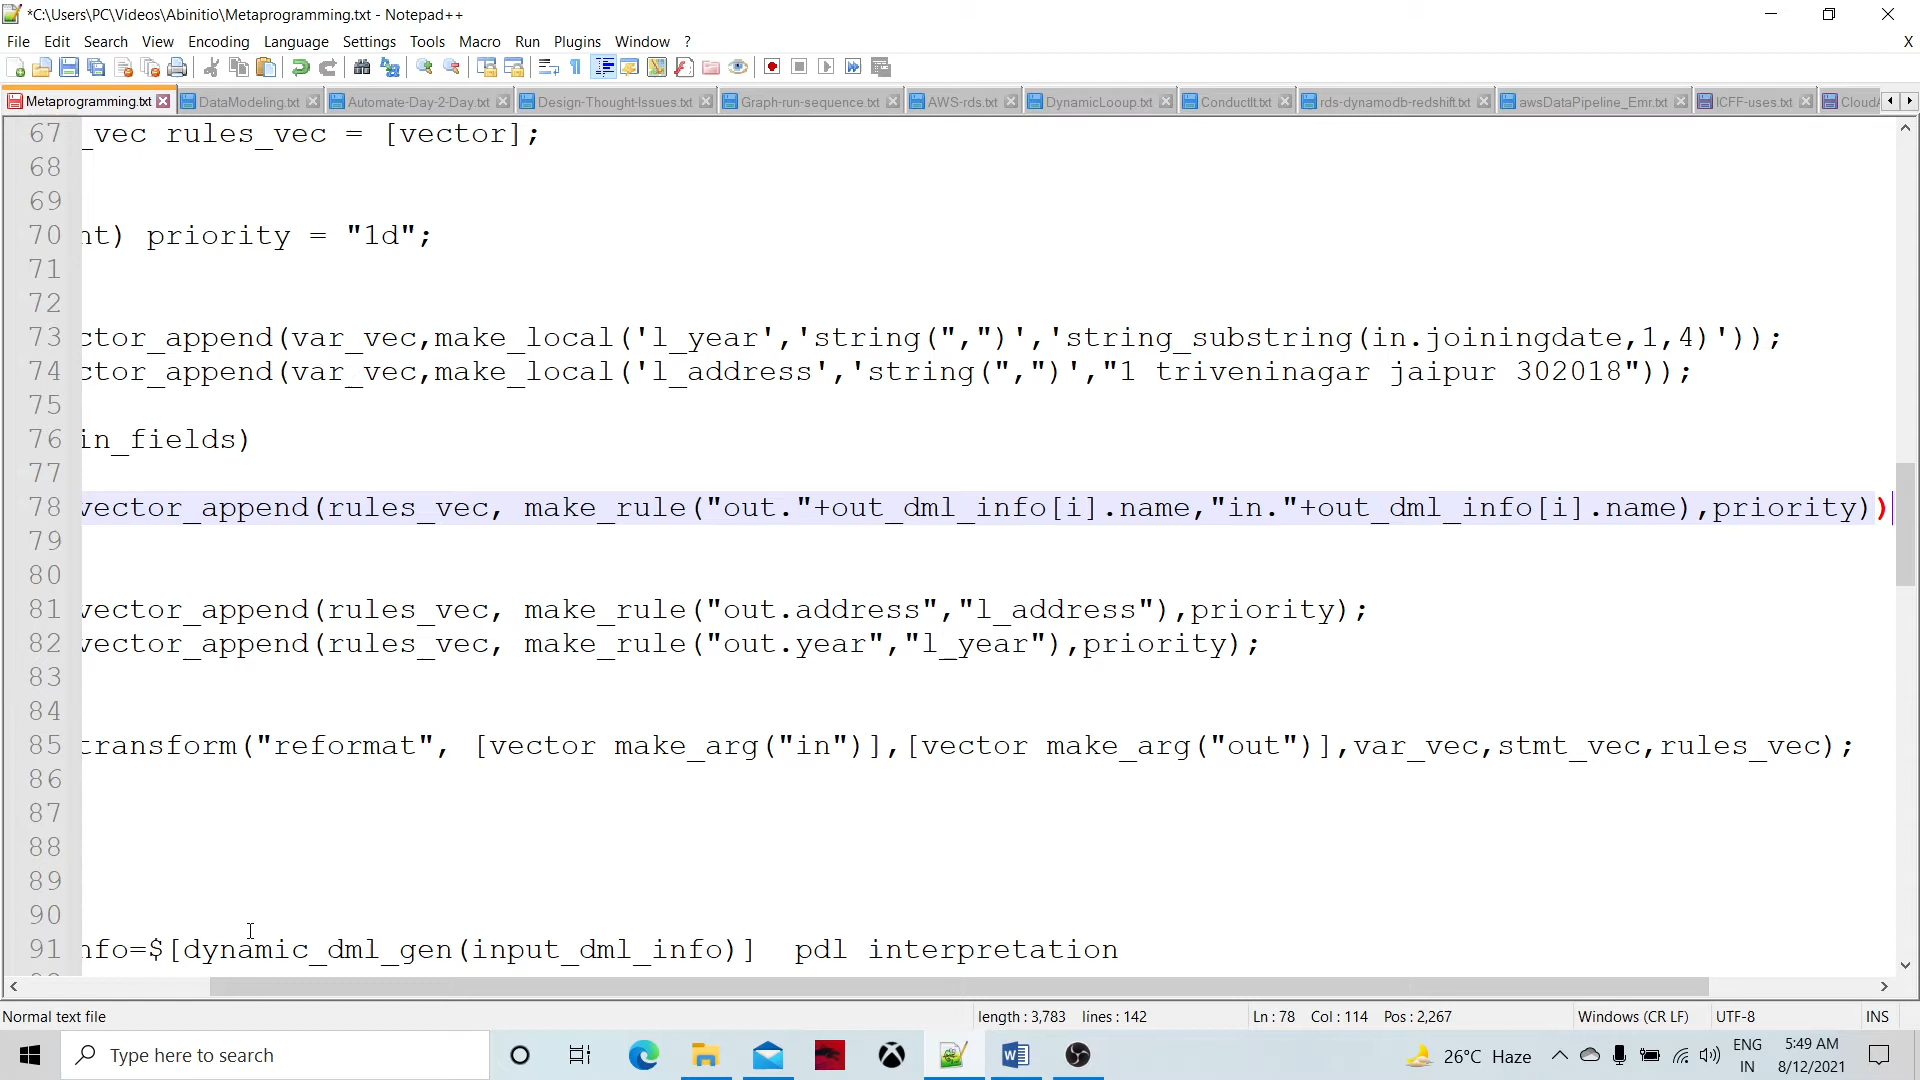 *C:\Users\PC\Videos\Abinitio\Metaprogramming.txt - Notepad++
File Edit Search View Encoding Language Settings Tools Macro Run Plugins Window ? X
Metaprogramming.txt DataModeling.txt Automate-Day-2-Day.txt Design-Thought-Issues.txt Graph-run-sequence.txt AWS-rds.txt DynamicLooup.txt ConductIt.txt rds-dynamodb-redshift.txt awsDataPipeline_Emr.txt ICFF-uses.txt
67 _vec rules_vec = [vector];
68
69
70 nt) priority = "1d";
71
72
73 ctor_append(var_vec,make_local('l_year','string(",")','string_substring(in.joiningdate,1,4)'));
74 ctor_append(var_vec,make_local('l_address','string(",")',"1 triveninagar jaipur 302018"));
75
76 in_fields)
77
78 vector_append(rules_vec, make_rule("out."+out_dml_info[i].name,"in."+out_dml_info[i].name),priority))
79
80
81 vector_append(rules_vec, make_rule("out.address","l_address"),priority);
82 vector_append(rules_vec, make_rule("out.year","l_year"),priority);
83
84
85 transform("reformat", [vector make_arg("in")],[vector make_arg("out")],var_vec,stmt_vec,rules_vec);
86
87
88
89
90
91 nfo=$[dynamic_dml_gen(input_dml_info)] pdl interpretation
Normal text file length : 3,783 lines : 142 Ln : 78 Col : 114 Pos : 2,267 Windows (CR LF) UTF-8 INS
Type here to search 26°C Haze ENG IN 5:49 AM 8/12/2021